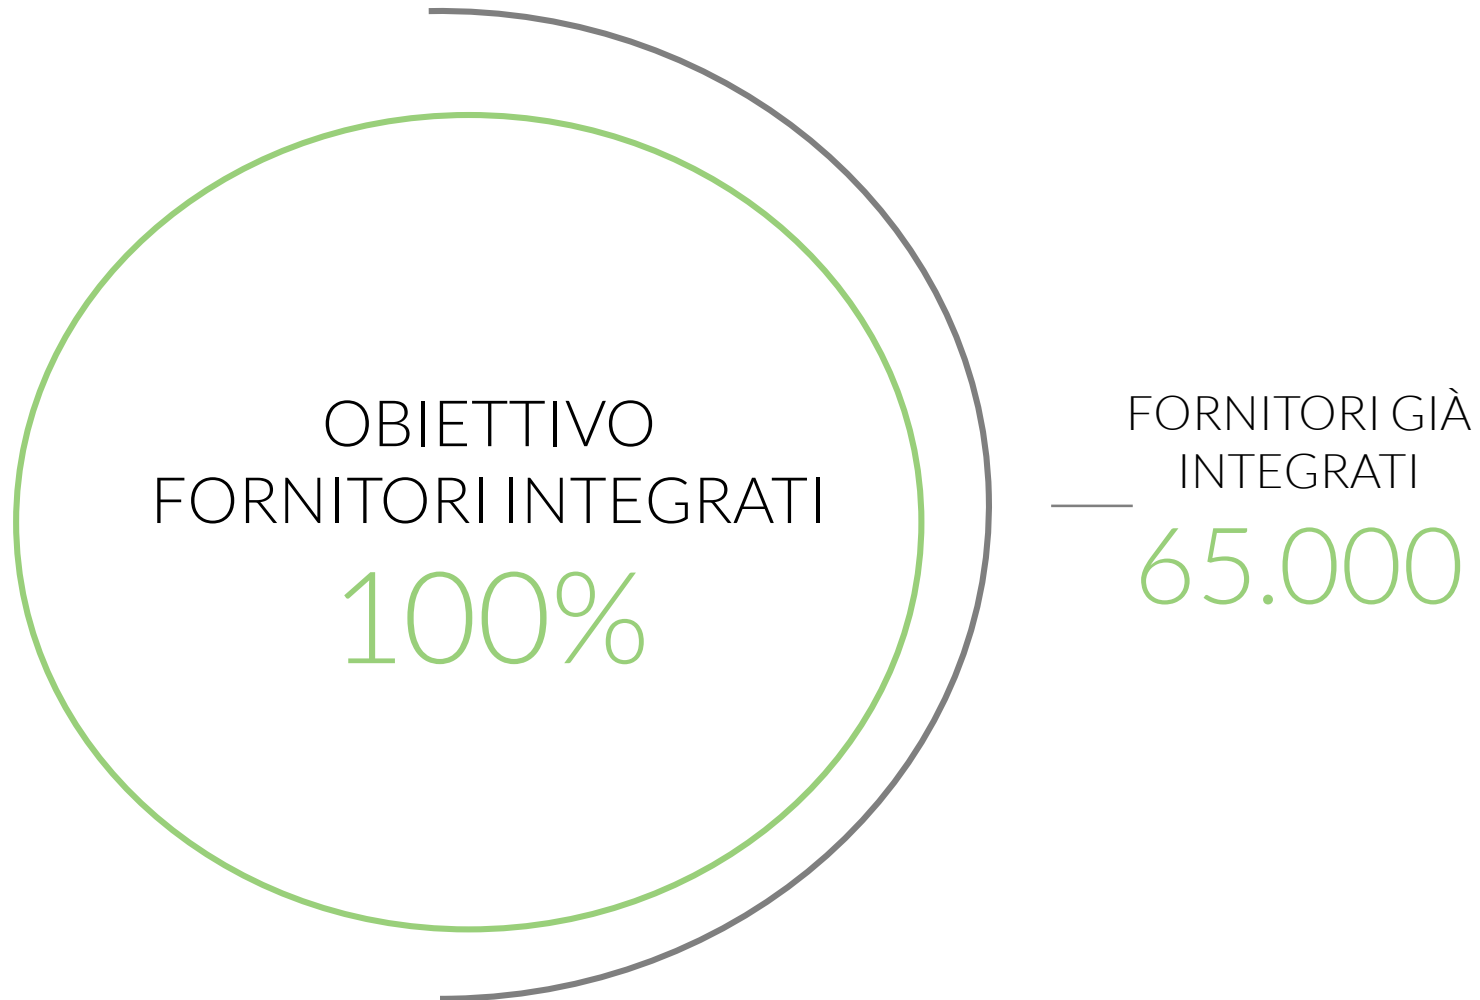 OBIETTIVO
FORNITORI INTEGRATI
100%
FORNITORI GIÀ
INTEGRATI
65.000